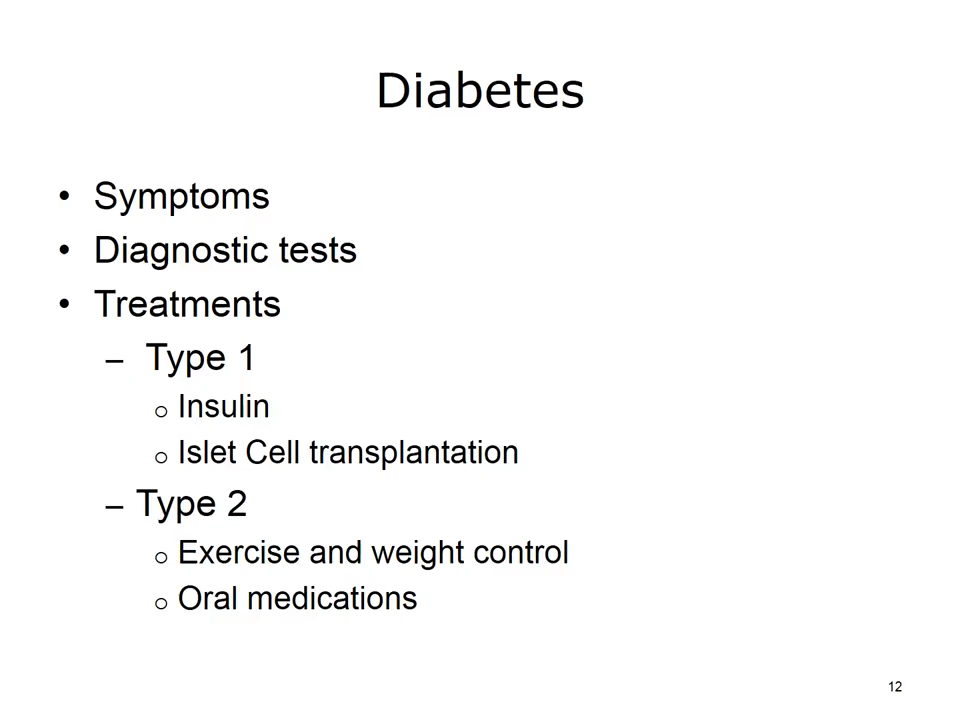 Diabetes
• Symptoms
• Diagnostic tests
• Treatments
– Type 1
o Insulin
o Islet Cell transplantation
– Type 2
o Exercise and weight control
o Oral medications
12